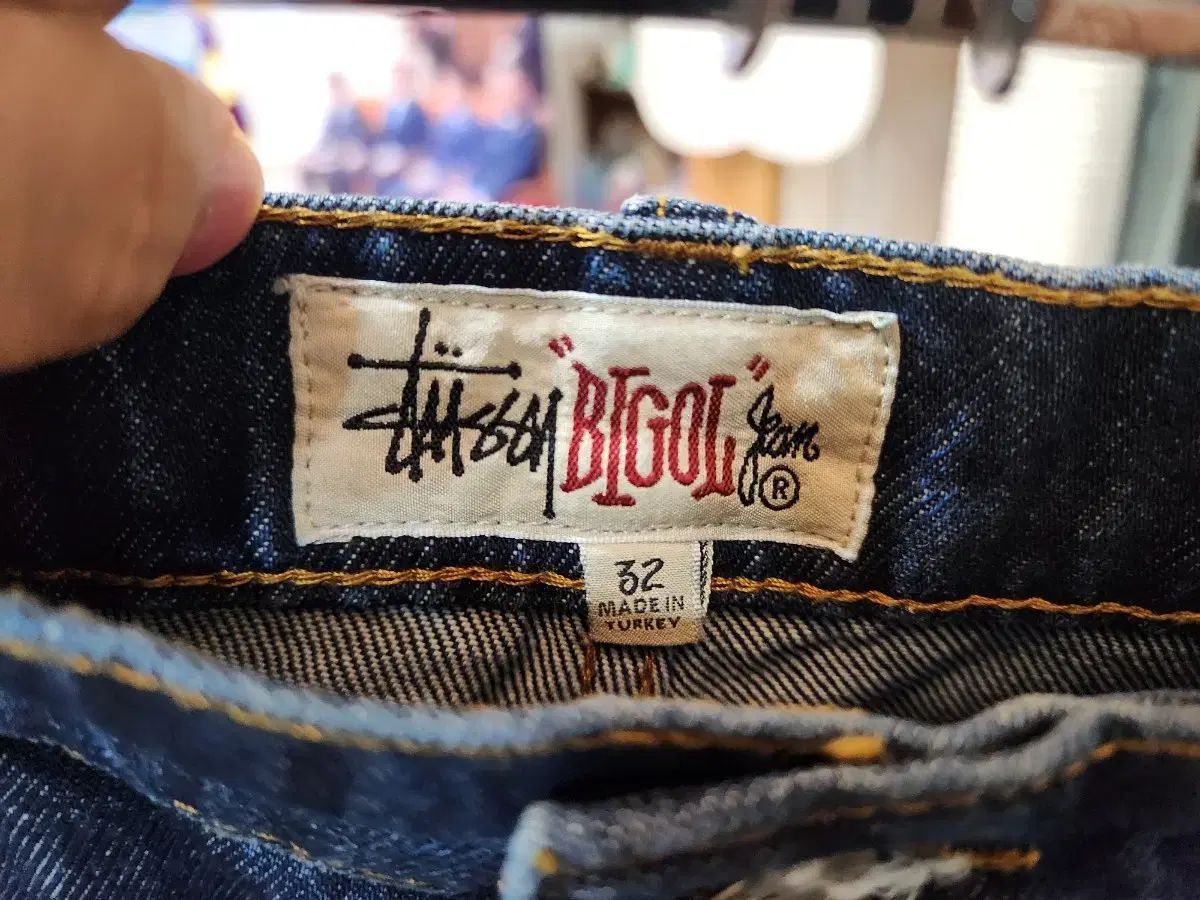 Stüssy "BIGOL" Jean ®
32
MADE IN
TURKEY